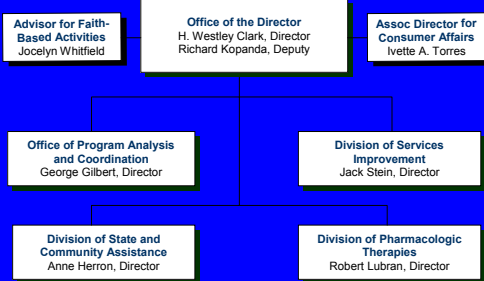 Advisor for Faith-
Based Activities
Jocelyn Whitfield
Office of the Director
H. Westley Clark, Director
Richard Kopanda, Deputy
Assoc Director for
Consumer Affairs
Ivette A. Torres
Office of Program Analysis
and Coordination
George Gilbert, Director
Division of Services
Improvement
Jack Stein, Director
Division of State and
Community Assistance
Anne Herron, Director
Division of Pharmacologic
Therapies
Robert Lubran, Director